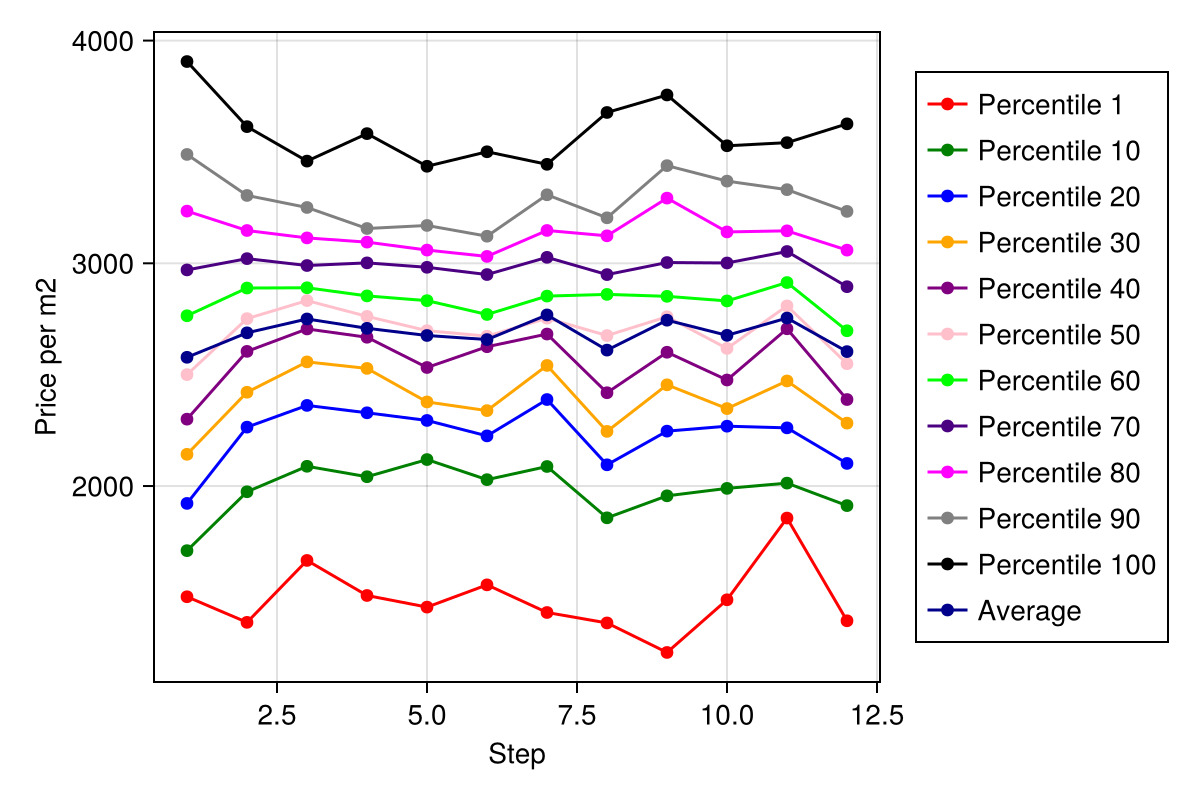 4000
3000
2000
Price per m2
2.5 5.0 7.5 10.0 12.5
Step
Percentile 1
Percentile 10
Percentile 20
Percentile 30
Percentile 40
Percentile 50
Percentile 60
Percentile 70
Percentile 80
Percentile 90
Percentile 100
Average